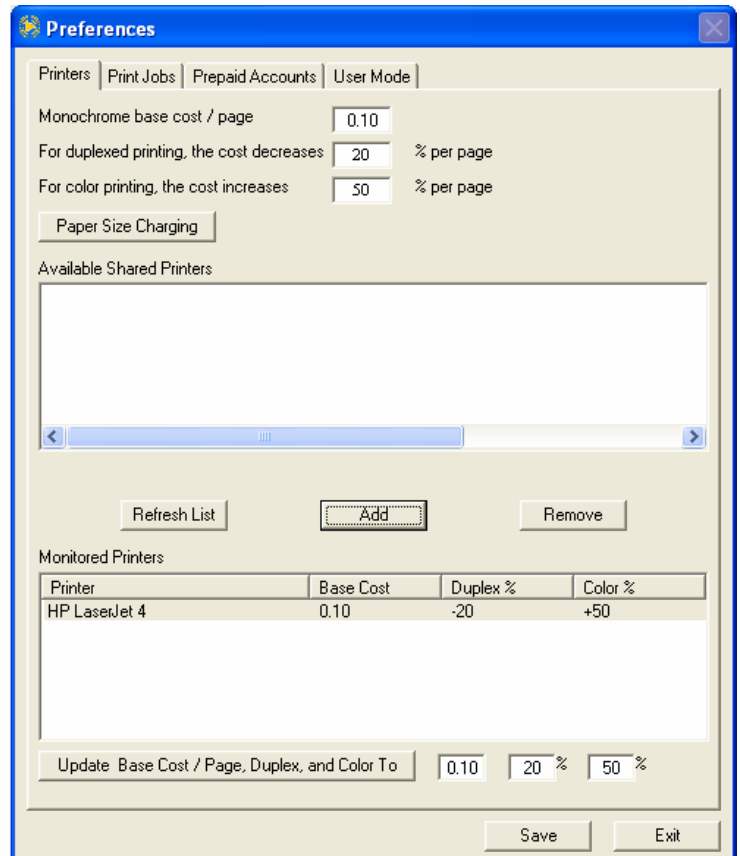 Preferences
Printers Print Jobs Prepaid Accounts User Mode
Monochrome base cost / page 0.10
For duplexed printing, the cost decreases 20 % per page
For color printing, the cost increases 50 % per page
Paper Size Charging
Available Shared Printers
Refresh List Add Remove
Monitored Printers
Printer Base Cost Duplex % Color %
HP LaserJet 4 0.10 -20 +50
Update Base Cost / Page, Duplex, and Color To 0.10 20 % 50 %
Save Exit